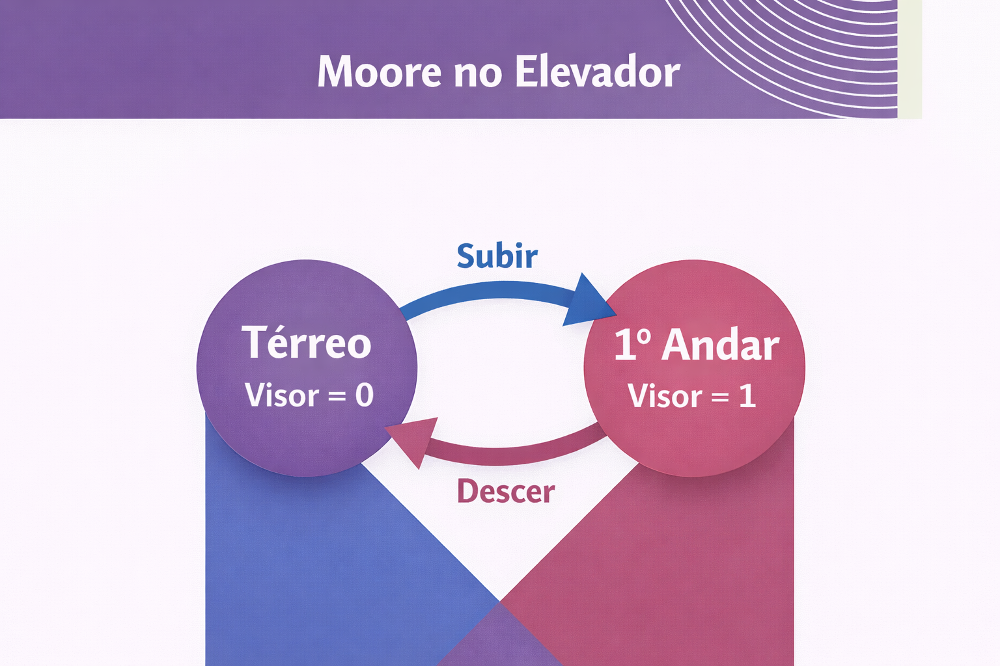 Moore no Elevador
Subir
Térreo
Visor = 0
1º Andar
Visor = 1
Descer